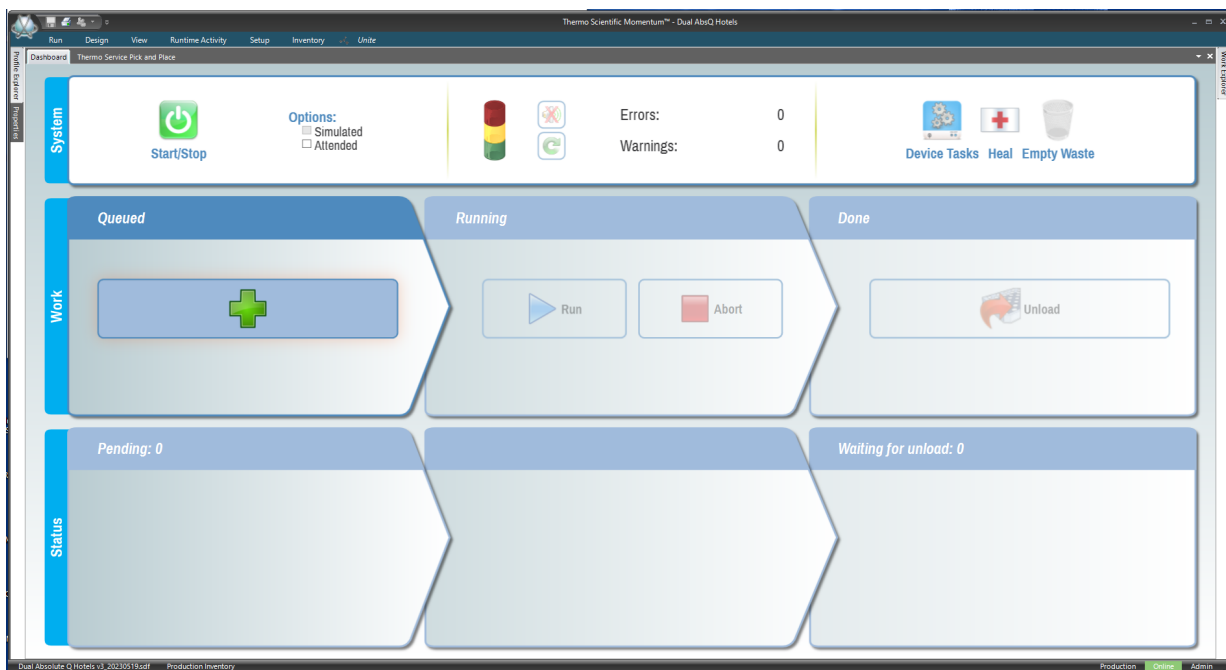 Thermo Scientific Momentum™ - Dual AbsQ Hotels
Run Design View Runtime Activity Setup Inventory Unite
Dashboard Thermo Service Pick and Place
Profile Explorer
Properties
Work Explorer
System
Start/Stop
Options:
Simulated
Attended
Errors: 0
Warnings: 0
Device Tasks Heal Empty Waste
Work
Queued Running Done
Run Abort Unload
Status
Pending: 0 Waiting for unload: 0
Dual Absolute Q Hotels v3_20230519.sdf Production Inventory Production Online Admin